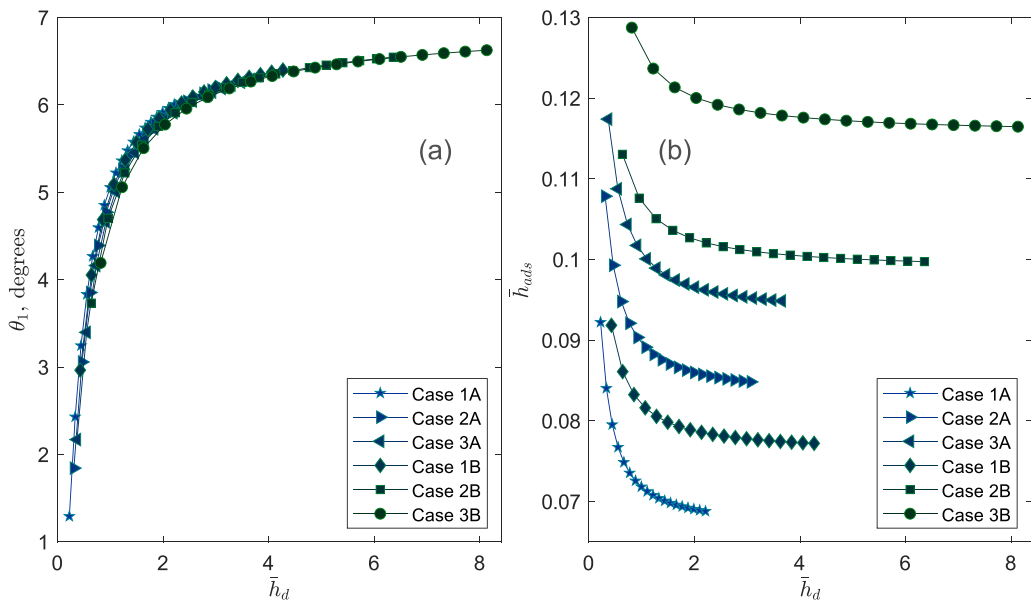 7
6
5
4
3
2
1
θ₁, degrees
(a)
Case 1A
Case 2A
Case 3A
Case 1B
Case 2B
Case 3B
0 2 4 6 8
h̄_d
0.13
0.12
0.11
0.1
0.09
0.08
0.07
h̄_ads
(b)
Case 1A
Case 2A
Case 3A
Case 1B
Case 2B
Case 3B
0 2 4 6 8
h̄_d